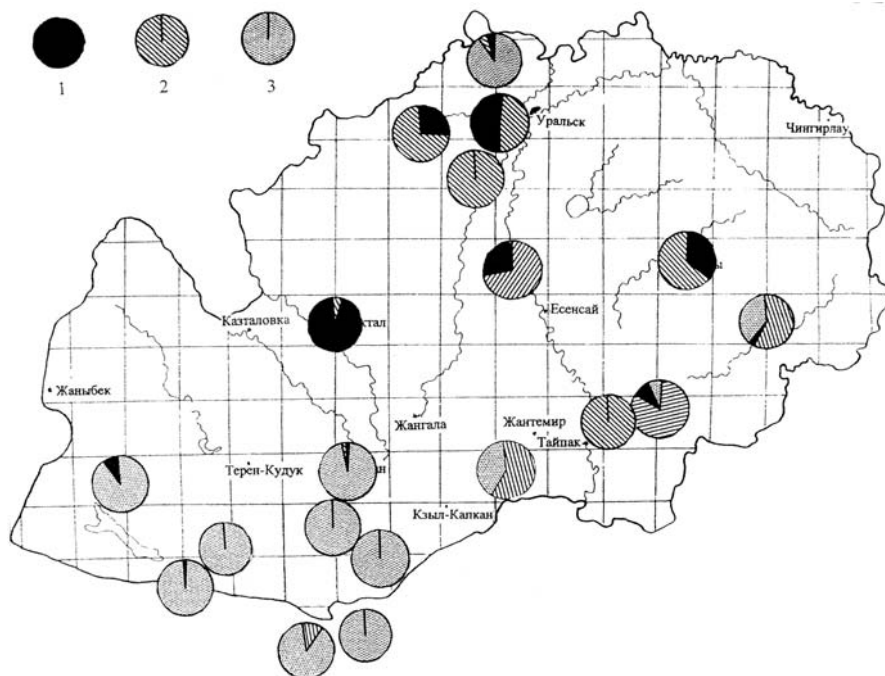 1 2 3
Уральск
Чингирлау
Казталовка
Есенсай
Жаныбек
Жангала
Жантемир
Тайпак
Терен-Кудук
Кзыл-Капкан